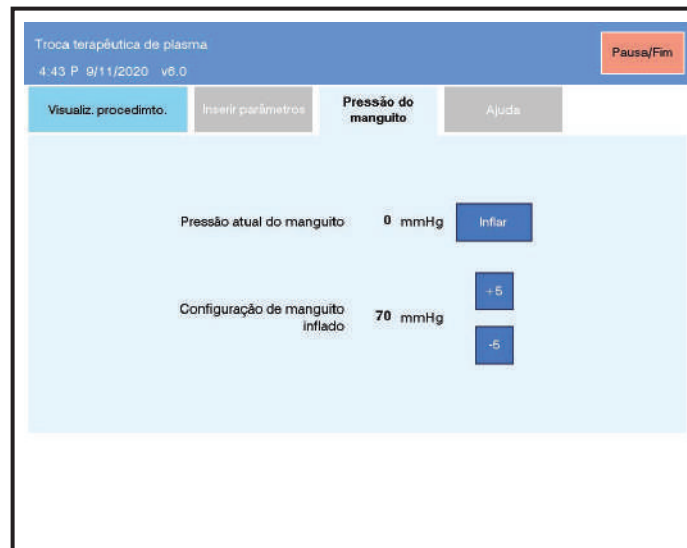 Troca terapêutica de plasma
4:43 P 9/11/2020 v6.0
Pausa/Fim
Visualiz. procedimto.
Inserir parâmetros
Pressão do
manguito
Ajuda
Pressão atual do manguito 0 mmHg Inflar
+5
Configuração de manguito
inflado
70 mmHg
-5